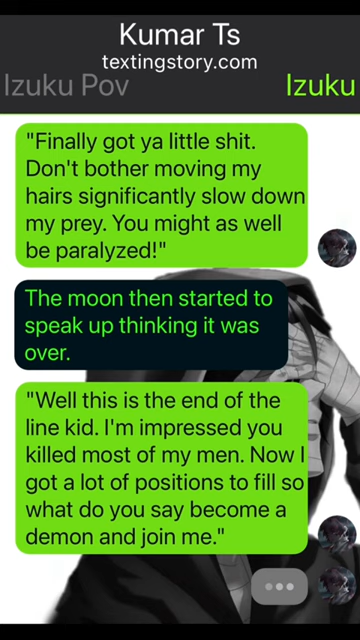 Kumar Ts
textingstory.com
Izuku Pov
Izuku
"Finally got ya little shit.
Don't bother moving my
hairs significantly slow down
my prey. You might as well
be paralyzed!"
The moon then started to
speak up thinking it was
over.
"Well this is the end of the
line kid. I'm impressed you
killed most of my men. Now I
got a lot of positions to fill so
what do you say become a
demon and join me."